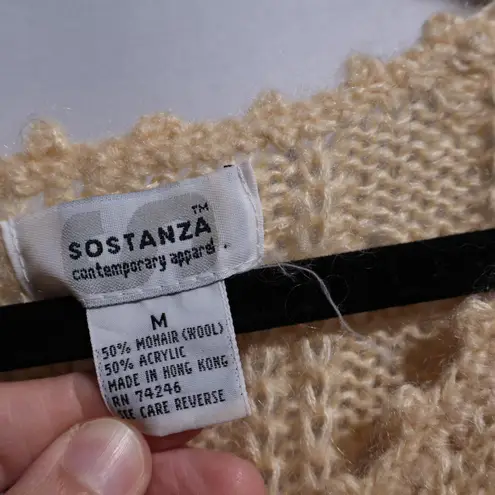 SOSTANZA™
contemporary apparel
M
50% MOHAIR (WOOL)
50% ACRYLIC
MADE IN HONG KONG
RN 74246
SEE CARE REVERSE